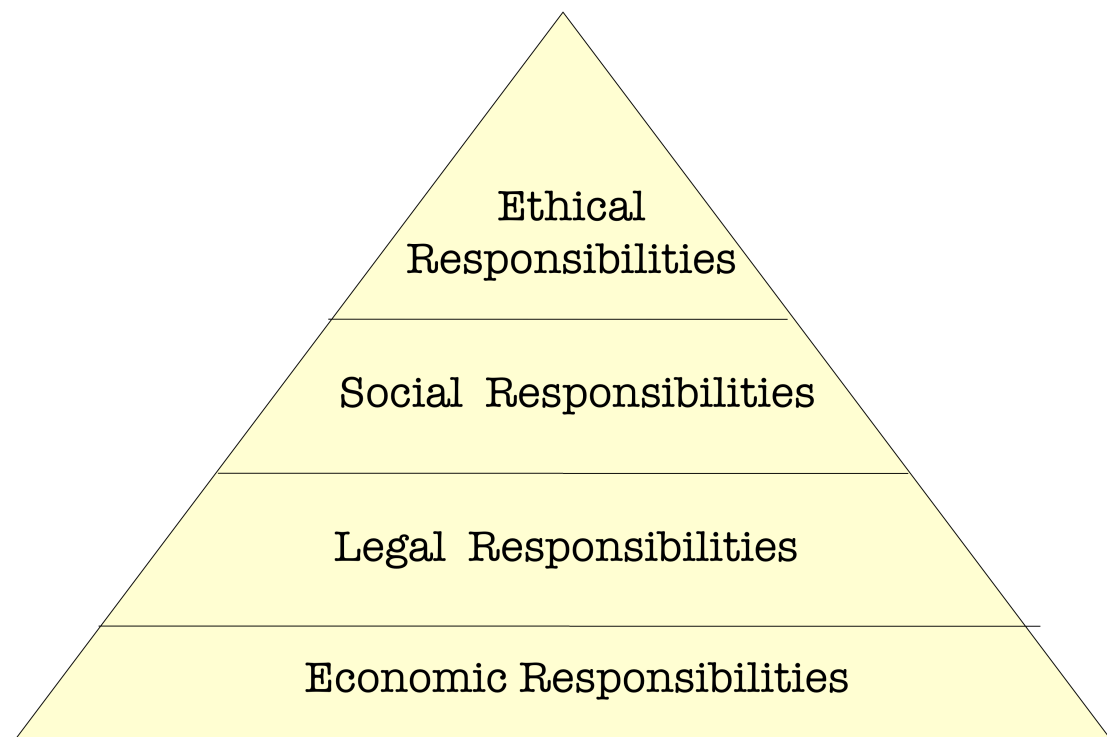 Ethical
Responsibilities
Social  Responsibilities
Legal  Responsibilities
Economic Responsibilities